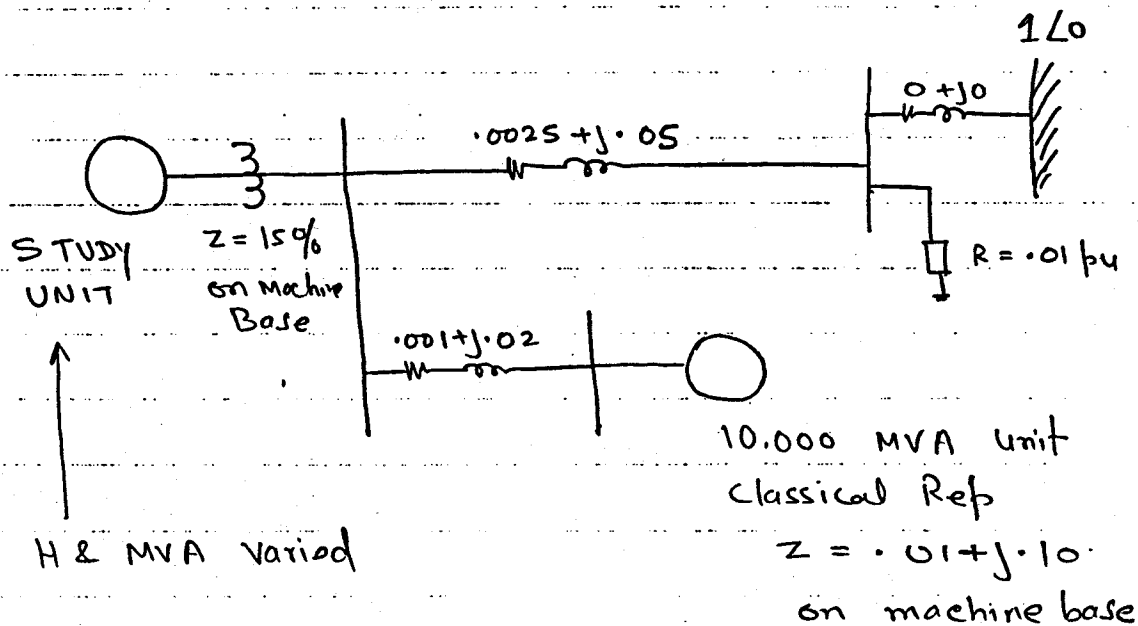 1∠0
0+j0
.0025+j.05
STUDY
UNIT
Z=15%
on Machine
Base
R=.01 pu
.001+j.02
10,000 MVA Unit
Classical Rep
Z = .01+j.10
on machine base
H & MVA Varied